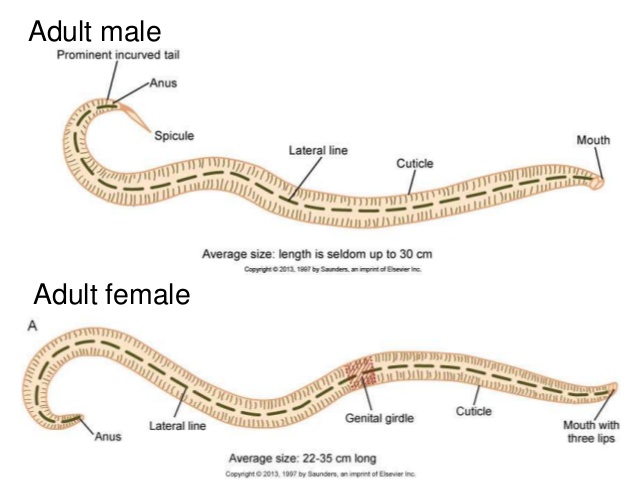 Adult male
Prominent incurved tail
Anus
Spicule
Lateral line
Cuticle
Mouth
Average size: length is seldom up to 30 cm
Copyright © 2013, 1997 by Saunders, an imprint of Elsevier Inc.
Adult female
A
Anus
Lateral line
Genital girdle
Cuticle
Mouth with
three lips
Average size: 22-35 cm long
Copyright © 2013, 1997 by Saunders, an imprint of Elsevier Inc.